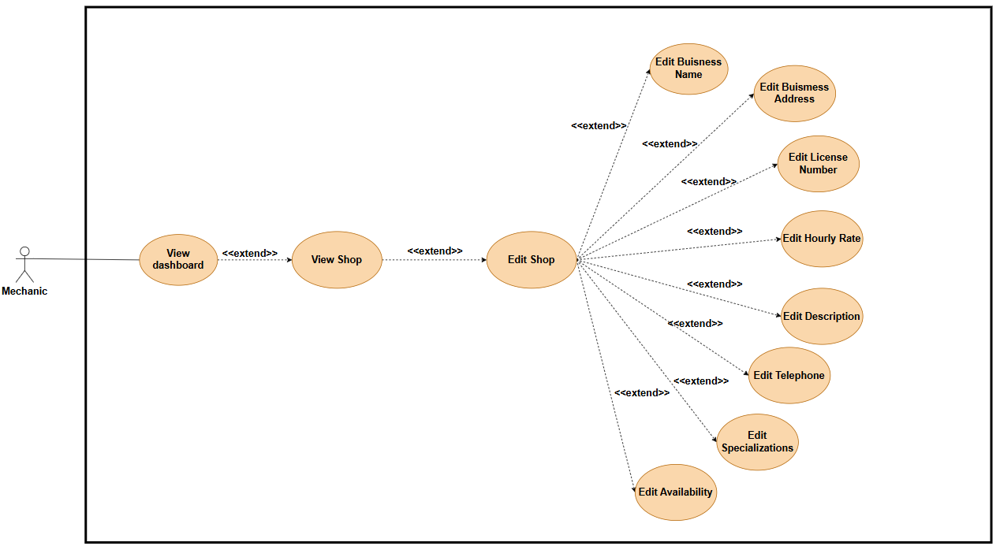 Edit Buisness
Name
Edit Buismess
Address
<<extend>>
<<extend>>
Edit License
Number
<<extend>>
<<extend>>
Edit Hourly Rate
View
dashboard
<<extend>>
View Shop
<<extend>>
Edit Shop
Mechanic
<<extend>>
Edit Description
<<extend>>
Edit Telephone
<<extend>>
<<extend>>
Edit
Specializations
Edit Availability